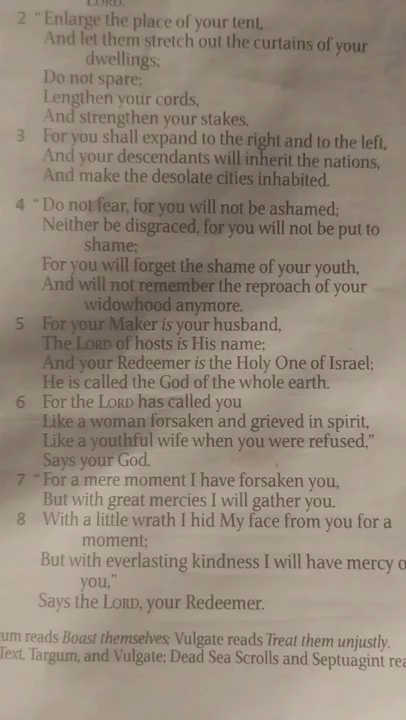 LORD.
2 "Enlarge the place of your tent,
And let them stretch out the curtains of your
dwellings;
Do not spare;
Lengthen your cords,
And strengthen your stakes.
3 For you shall expand to the right and to the left,
And your descendants will inherit the nations,
And make the desolate cities inhabited.
4 "Do not fear, for you will not be ashamed;
Neither be disgraced, for you will not be put to
shame;
For you will forget the shame of your youth,
And will not remember the reproach of your
widowhood anymore.
5 For your Maker is your husband,
The LORD of hosts is His name;
And your Redeemer is the Holy One of Israel;
He is called the God of the whole earth.
6 For the LORD has called you
Like a woman forsaken and grieved in spirit,
Like a youthful wife when you were refused,"
Says your God.
7 "For a mere moment I have forsaken you,
But with great mercies I will gather you.
8 With a little wrath I hid My face from you for a
moment;
But with everlasting kindness I will have mercy o
you,"
Says the LORD, your Redeemer.
gum reads Boast themselves; Vulgate reads Treat them unjustly.
Text, Targum, and Vulgate; Dead Sea Scrolls and Septuagint rea